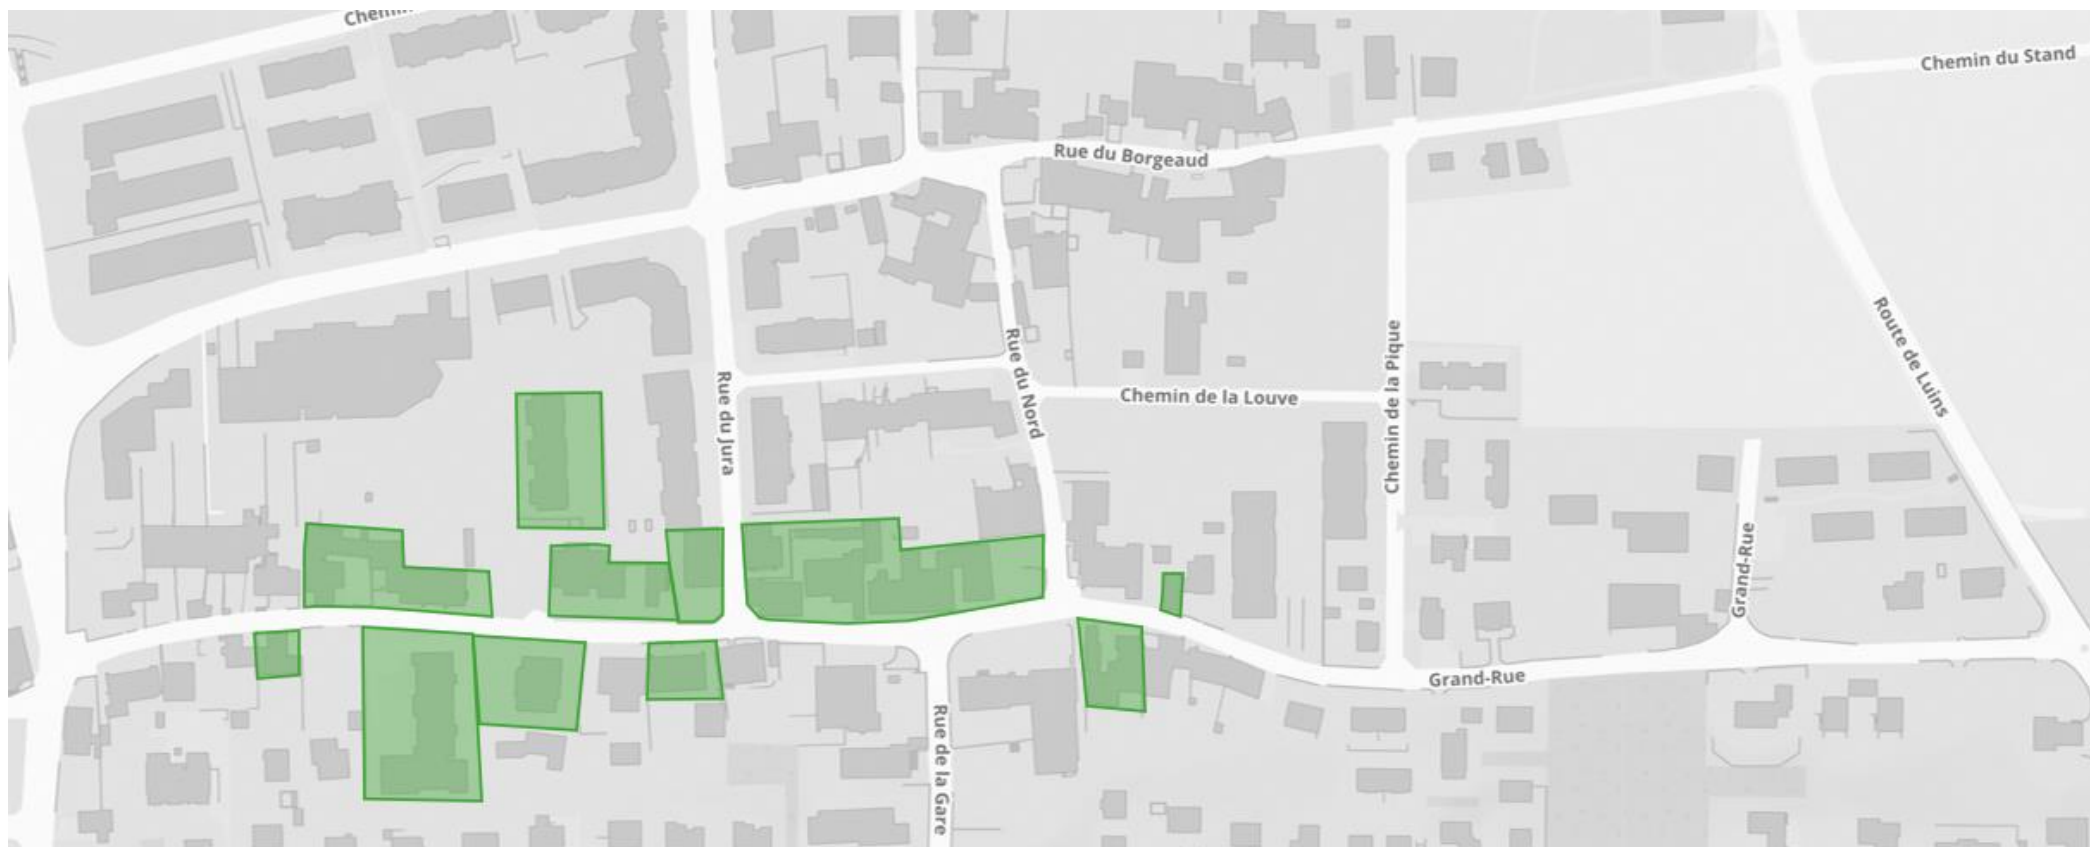 Chemin du Stand
Rue du Borgeaud
Route de Luins
Rue du Nord
Chemin de la Pique
Rue du Jura
Chemin de la Louve
Grand-Rue
Grand-Rue
Rue de la Gare